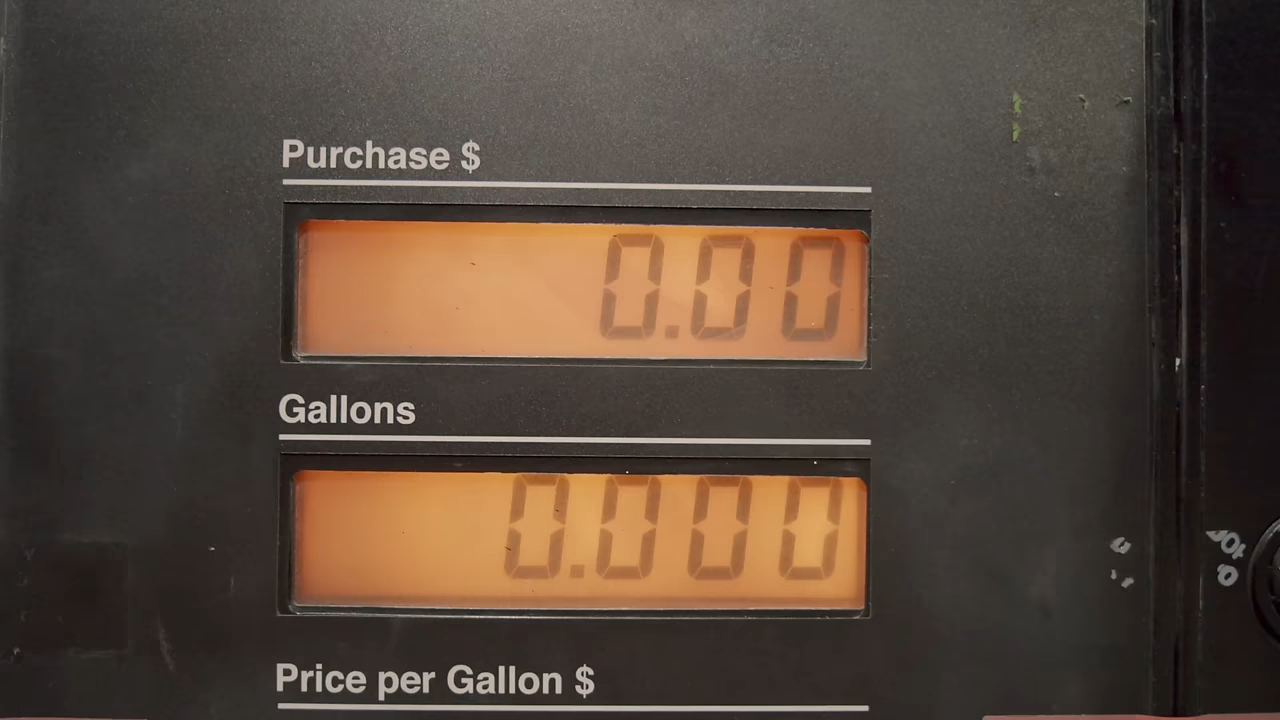 Purchase $
0.00
Gallons
0.000
Price per Gallon $